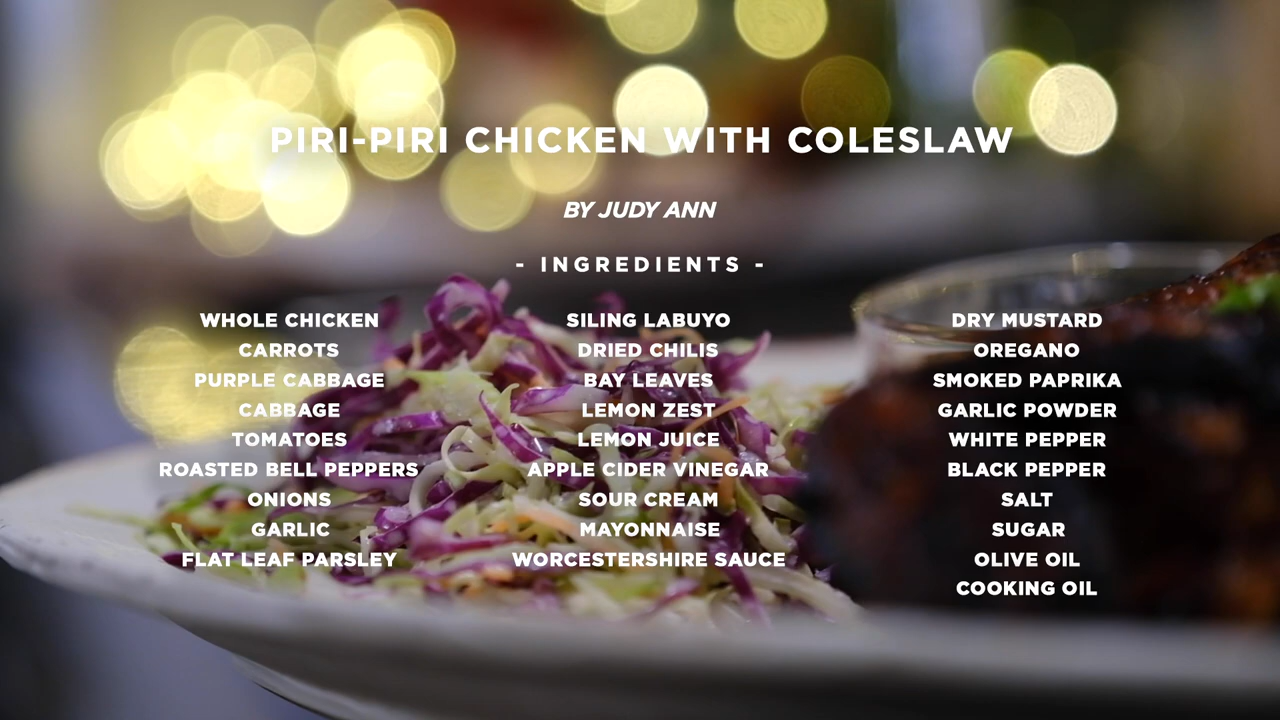 PIRI-PIRI CHICKEN WITH COLESLAW
BY JUDY ANN
- INGREDIENTS -
WHOLE CHICKEN
CARROTS
PURPLE CABBAGE
CABBAGE
TOMATOES
ROASTED BELL PEPPERS
ONIONS
GARLIC
FLAT LEAF PARSLEY
SILING LABUYO
DRIED CHILIS
BAY LEAVES
LEMON ZEST
LEMON JUICE
APPLE CIDER VINEGAR
SOUR CREAM
MAYONNAISE
WORCESTERSHIRE SAUCE
DRY MUSTARD
OREGANO
SMOKED PAPRIKA
GARLIC POWDER
WHITE PEPPER
BLACK PEPPER
SALT
SUGAR
OLIVE OIL
COOKING OIL